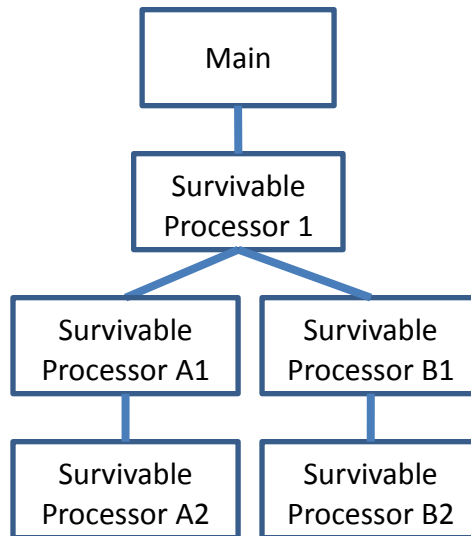 Main
Survivable
Processor 1
Survivable
Processor A1
Survivable
Processor B1
Survivable
Processor A2
Survivable
Processor B2